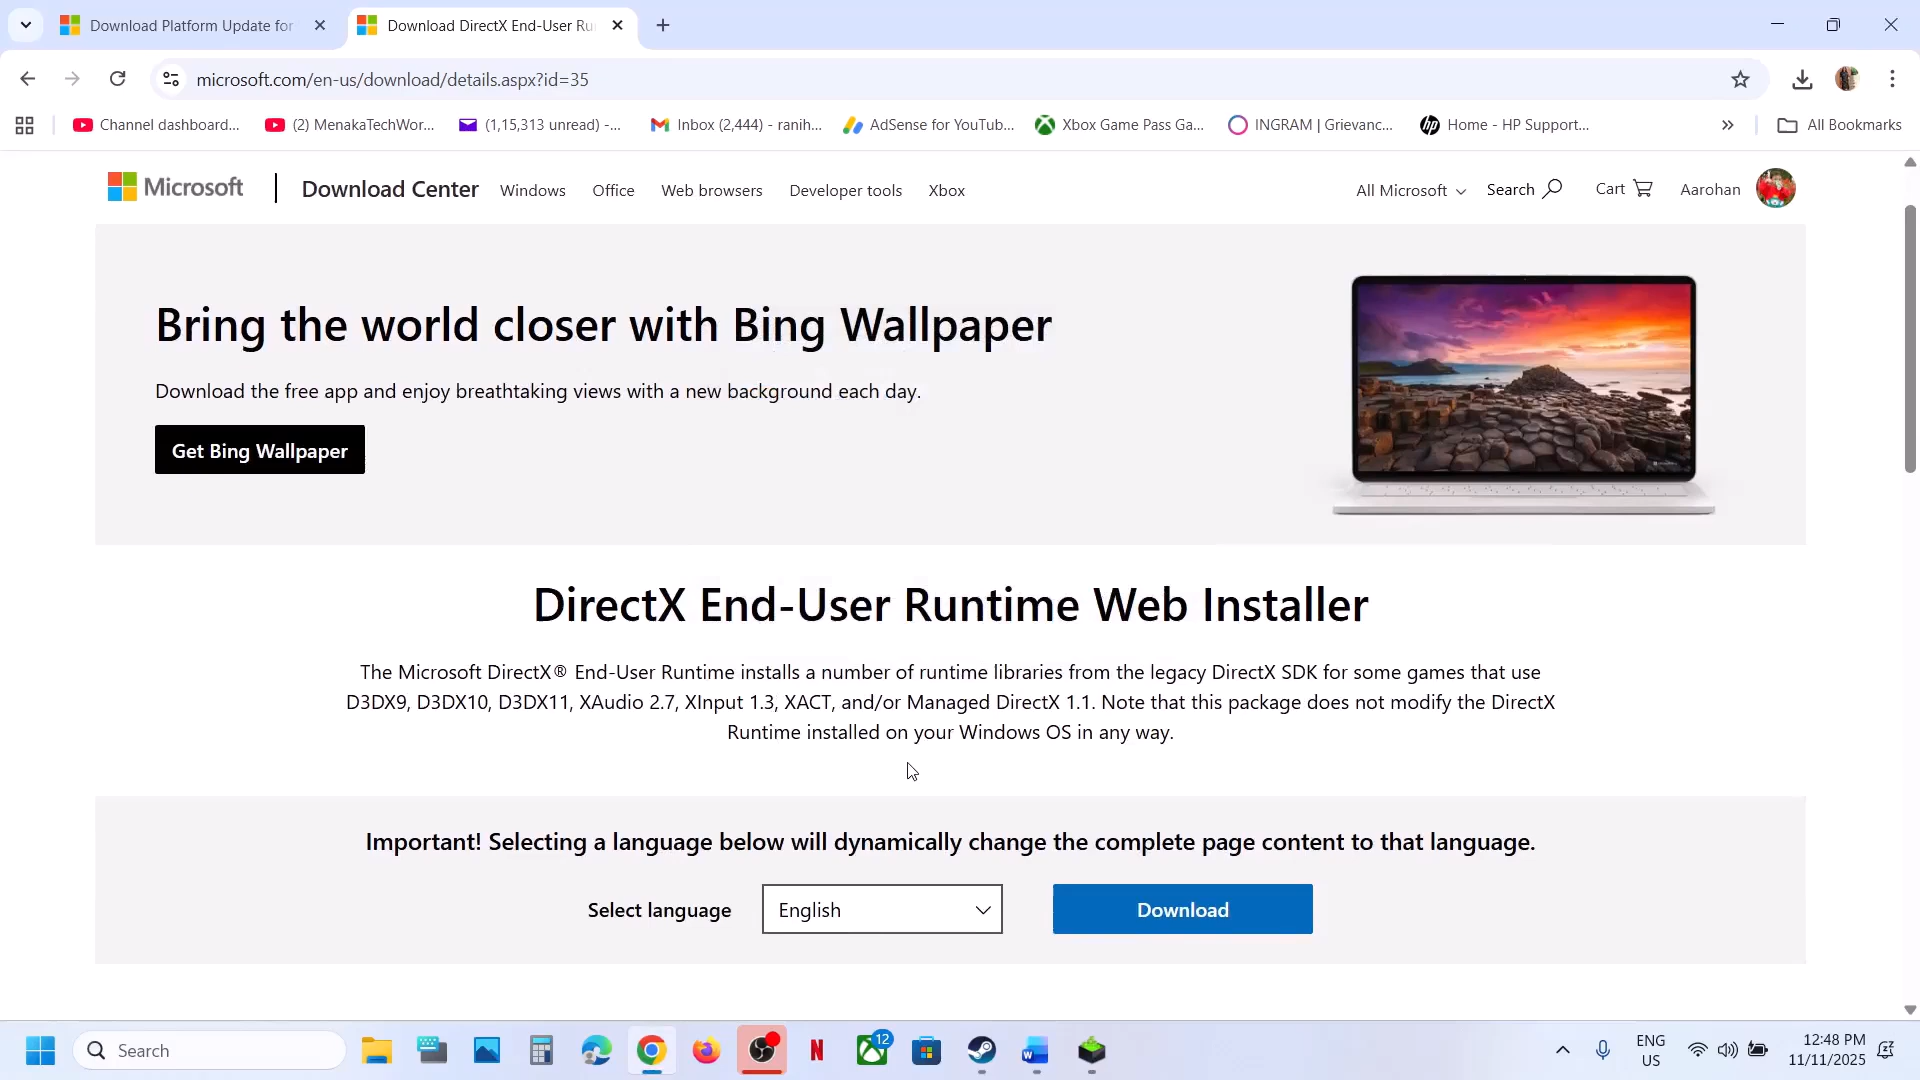 Download Platform Update for
Download DirectX End-User Ru
microsoft.com/en-us/download/details.aspx?id=35
Channel dashboard...
(2) MenakaTechWor...
(1,15,313 unread) -...
Inbox (2,444) - ranih...
AdSense for YouTub...
Xbox Game Pass Ga...
INGRAM | Grievanc...
Home - HP Support...
All Bookmarks
Microsoft
Download Center
Windows
Office
Web browsers
Developer tools
Xbox
All Microsoft
Search
Cart
Aarohan
Bring the world closer with Bing Wallpaper
Download the free app and enjoy breathtaking views with a new background each day.
Get Bing Wallpaper
DirectX End-User Runtime Web Installer
The Microsoft DirectX® End-User Runtime installs a number of runtime libraries from the legacy DirectX SDK for some games that use
D3DX9, D3DX10, D3DX11, XAudio 2.7, XInput 1.3, XACT, and/or Managed DirectX 1.1. Note that this package does not modify the DirectX
Runtime installed on your Windows OS in any way.
Important! Selecting a language below will dynamically change the complete page content to that language.
Select language
English
Download
Search
12
ENG
US
12:48 PM
11/11/2025